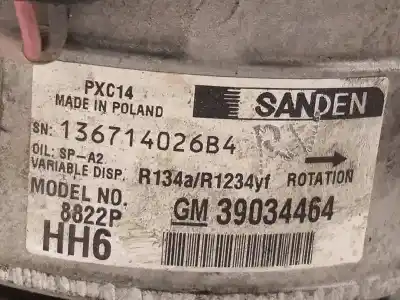 PXC14
MADE IN POLAND
SANDEN
SN: 136714026B4
OIL: SP-A2
VARIABLE DISP. R134a/R1234yf ROTATION
MODEL NO.
8822P GM 39034464
HH6